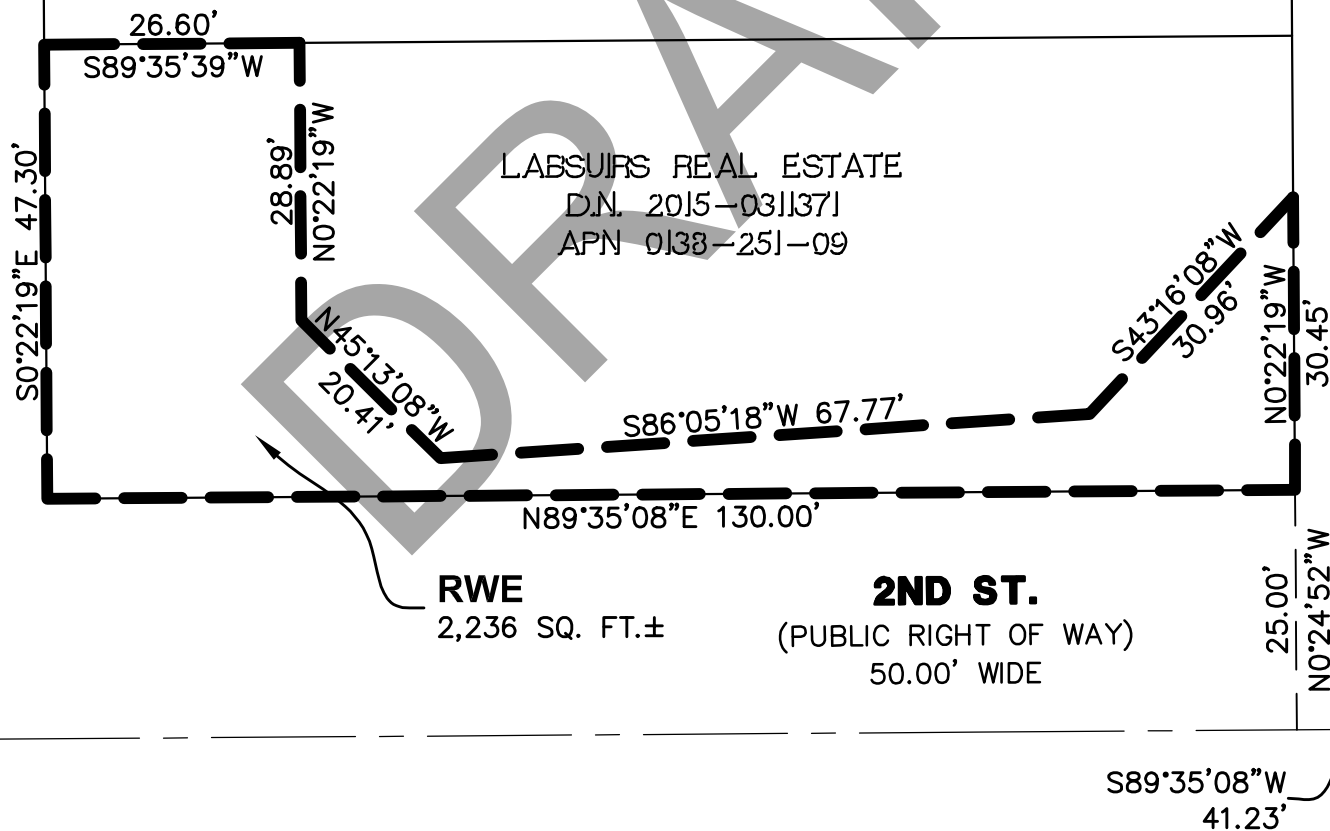 26.60'
S89°35'39"W
S0°22'19"E 47.30'
28.89'
N0°22'19"W
LABSUIRS REAL ESTATE
D.N. 2015-0311371
APN 0138-251-09
N45°13'08"W
20.41'
S86°05'18"W 67.77'
S43°16'08"W
30.96'
N0°22'19"W
30.45'
N89°35'08"E 130.00'
RWE
2,236 SQ. FT.±
2ND ST.
(PUBLIC RIGHT OF WAY)
50.00' WIDE
25.00'
N0°24'52"W
S89°35'08"W
41.23'